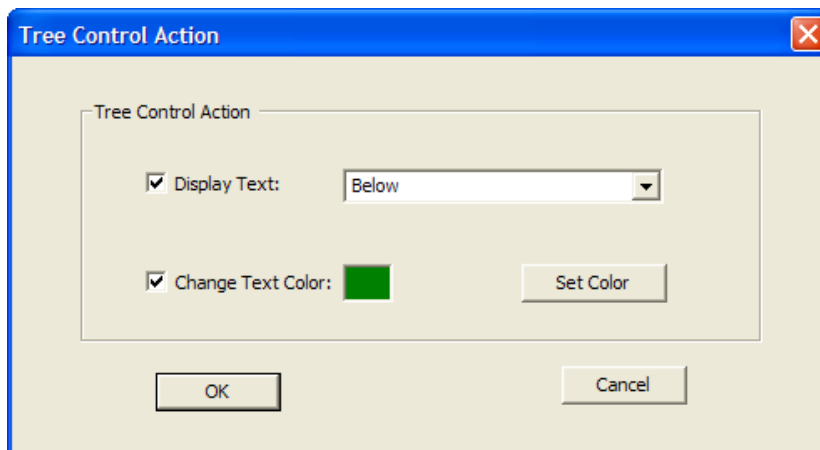 Tree Control Action
Tree Control Action
Display Text: Below
Change Text Color: Set Color
OK Cancel